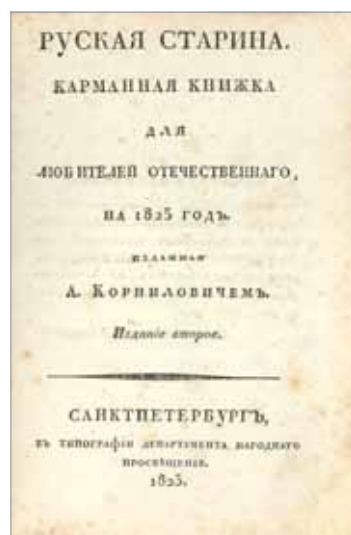 РУСКАЯ СТАРИНА.
КАРМАННАЯ КНИЖКА
ДЛЯ
ЛЮБИТЕЛЕЙ ОТЕЧЕСТВЕННАГО,
НА 1825 ГОДЪ,
ИЗДАННАЯ
А. КОРНИЛОВИЧЕМЪ.
Изданіе второе.
САНКТПЕТЕРБУРГЪ,
ВЪ ТИПОГРАФІИ ДЕПАРТАМЕНТА НАРОДНАГО
ПРОСВѢЩЕНІЯ.
1825.